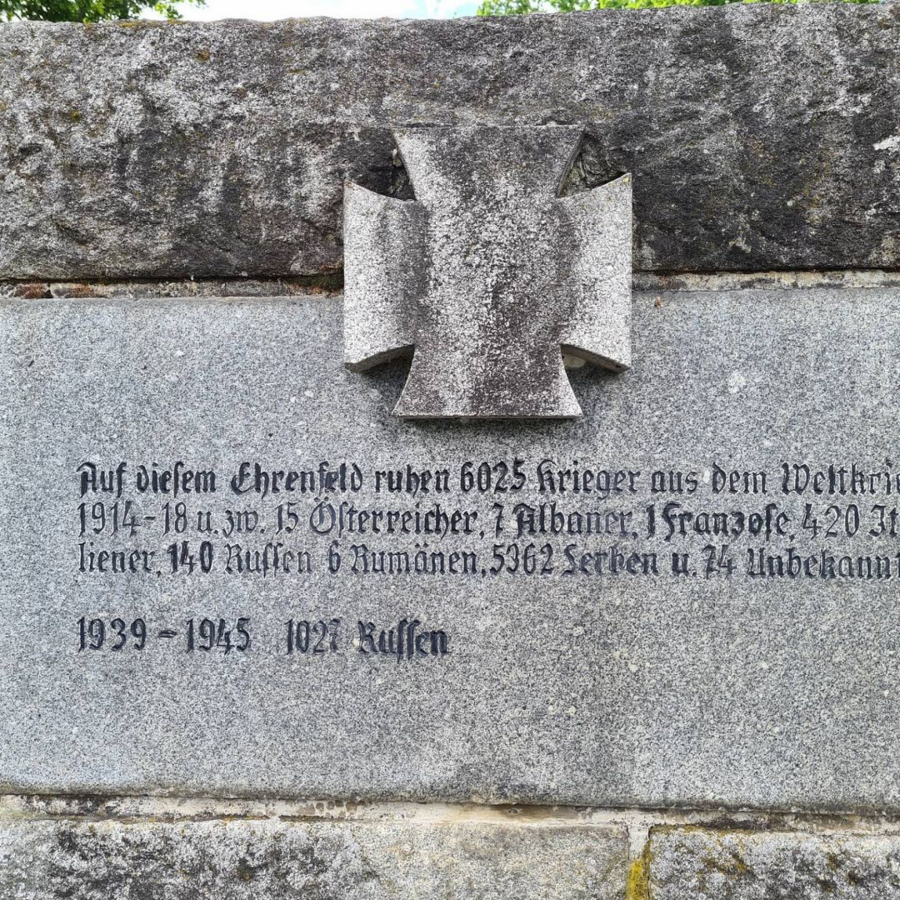 Auf diesem Ehrenfeld ruhen 6025 Krieger aus dem Weltkrie
1914-18 u. zw. 15 Österreicher, 7 Albaner, 1 Franzose, 420 It
liener, 140 Russen 6 Rumänen, 5362 Serben u. 74 Unbekannt
1939-1945 1027 Russen